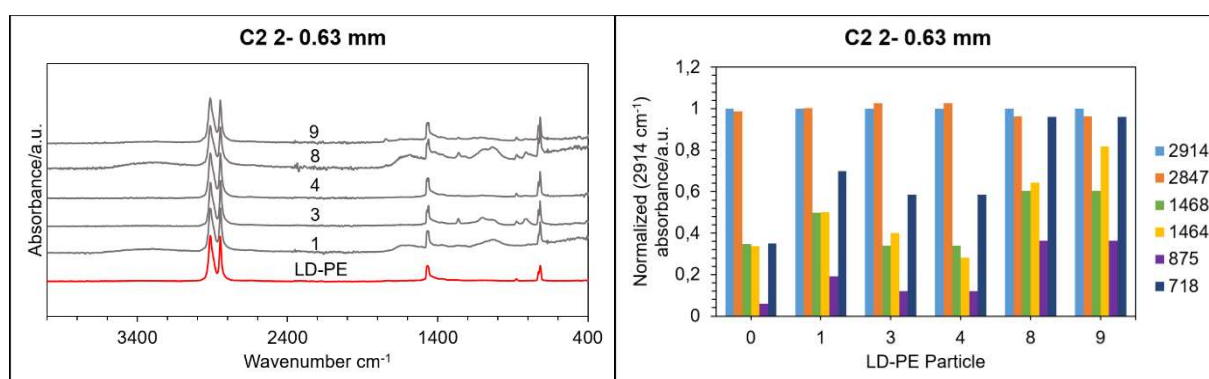 C2 2- 0.63 mm
Absorbance/a.u.
9
8
4
3
1
LD-PE
3400 2400 1400 400
Wavenumber cm-1
C2 2- 0.63 mm
Normalized (2914 cm-1)
absorbance/a.u.
1,2
1
0,8
0,6
0,4
0,2
0
0 1 3 4 8 9
LD-PE Particle
2914
2847
1468
1464
875
718